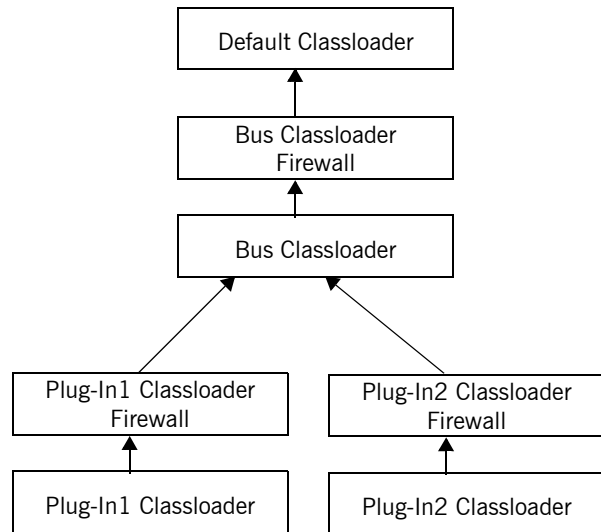 Default Classloader
Bus Classloader
Firewall
Bus Classloader
Plug-In1 Classloader
Firewall
Plug-In2 Classloader
Firewall
Plug-In1 Classloader
Plug-In2 Classloader